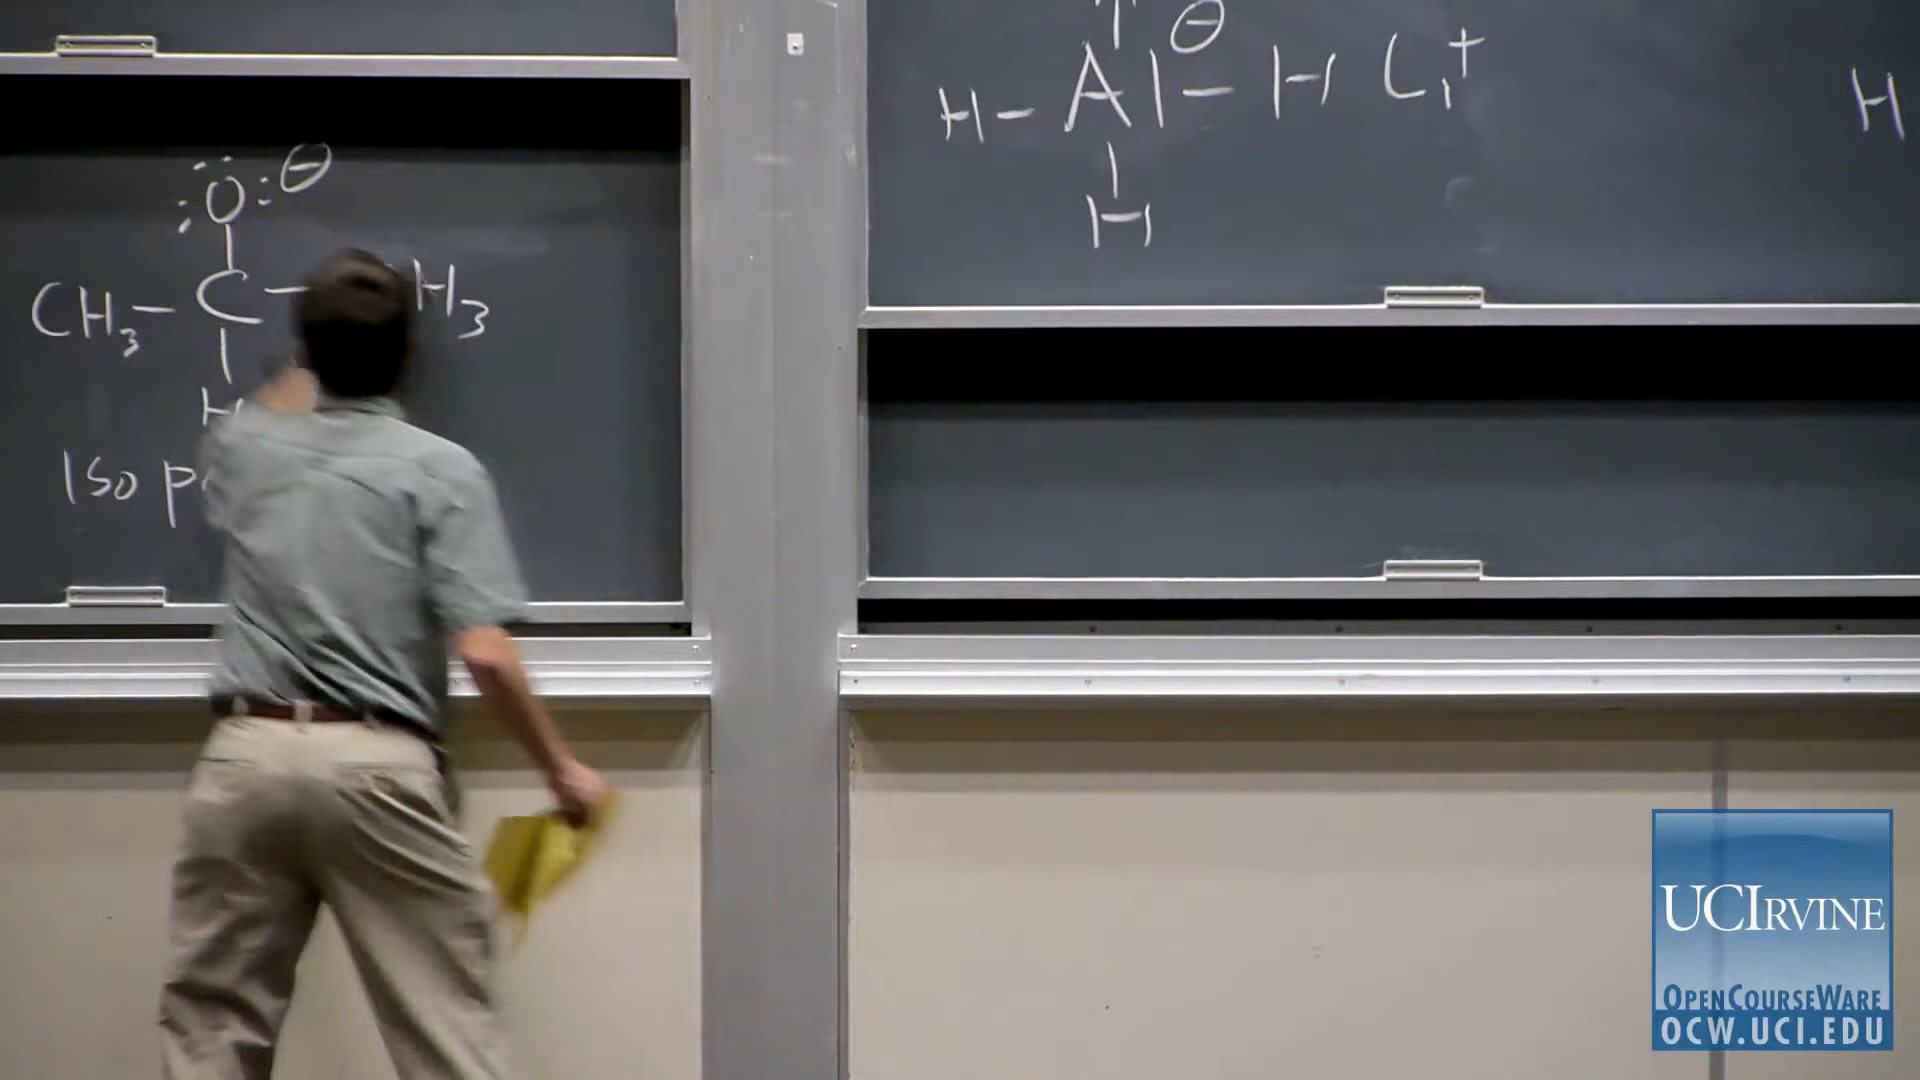 :O: ⊖
CH3 - C - H3
H
Iso p
⊖
H - Al - H Li+
H
H
UCIRVINE
OPENCOURSEWARE
OCW.UCI.EDU